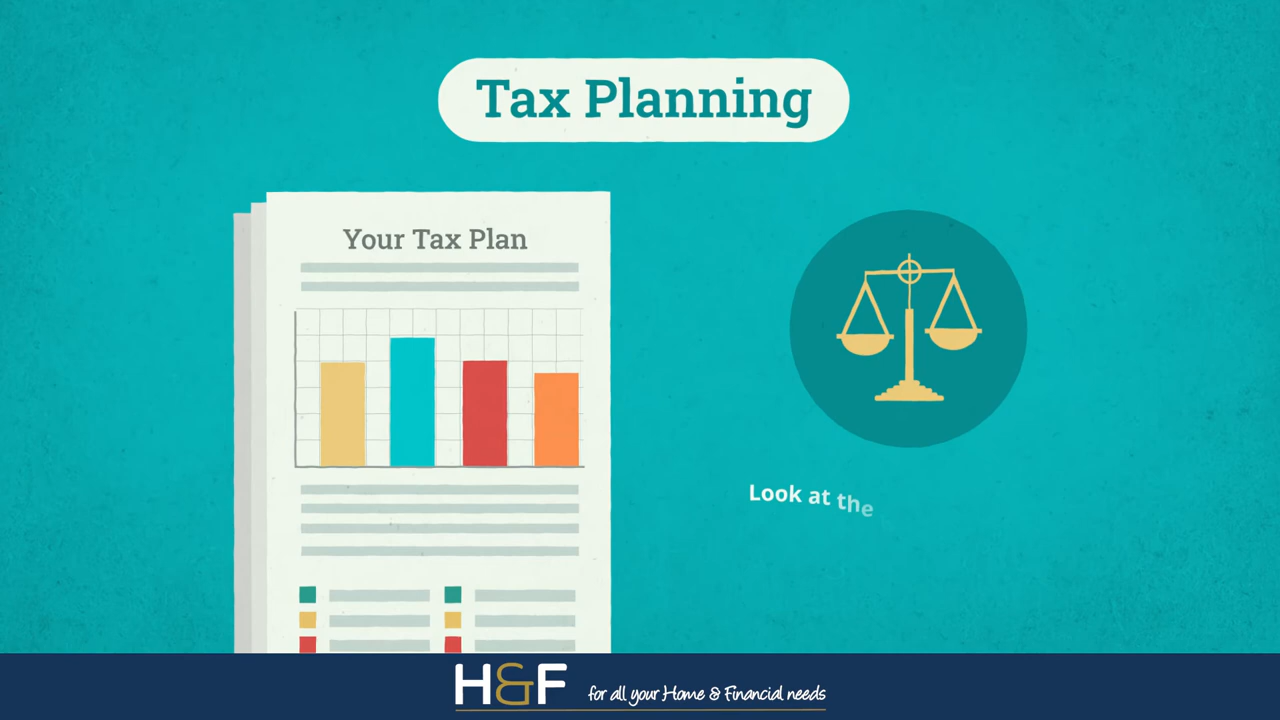 Tax Planning
Your Tax Plan
Look at the
H&F for all your Home & Financial needs